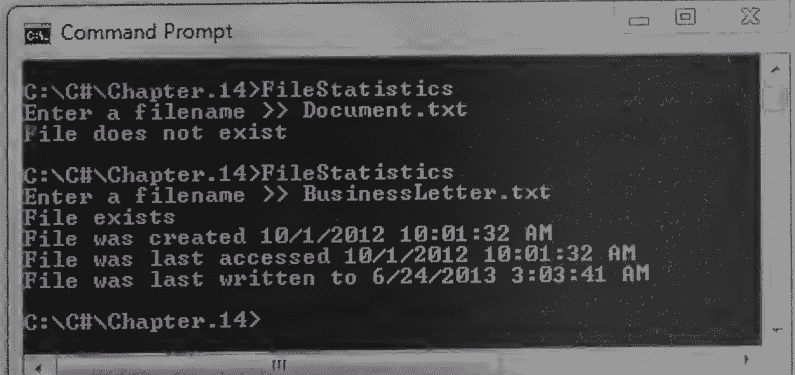 C:\. Command Prompt
C:\C#\Chapter.14>FileStatistics
Enter a filename >> Document.txt
File does not exist
C:\C#\Chapter.14>FileStatistics
Enter a filename >> BusinessLetter.txt
File exists
File was created 10/1/2012 10:01:32 AM
File was last accessed 10/1/2012 10:01:32 AM
File was last written to 6/24/2013 3:03:41 AM
C:\C#\Chapter.14>